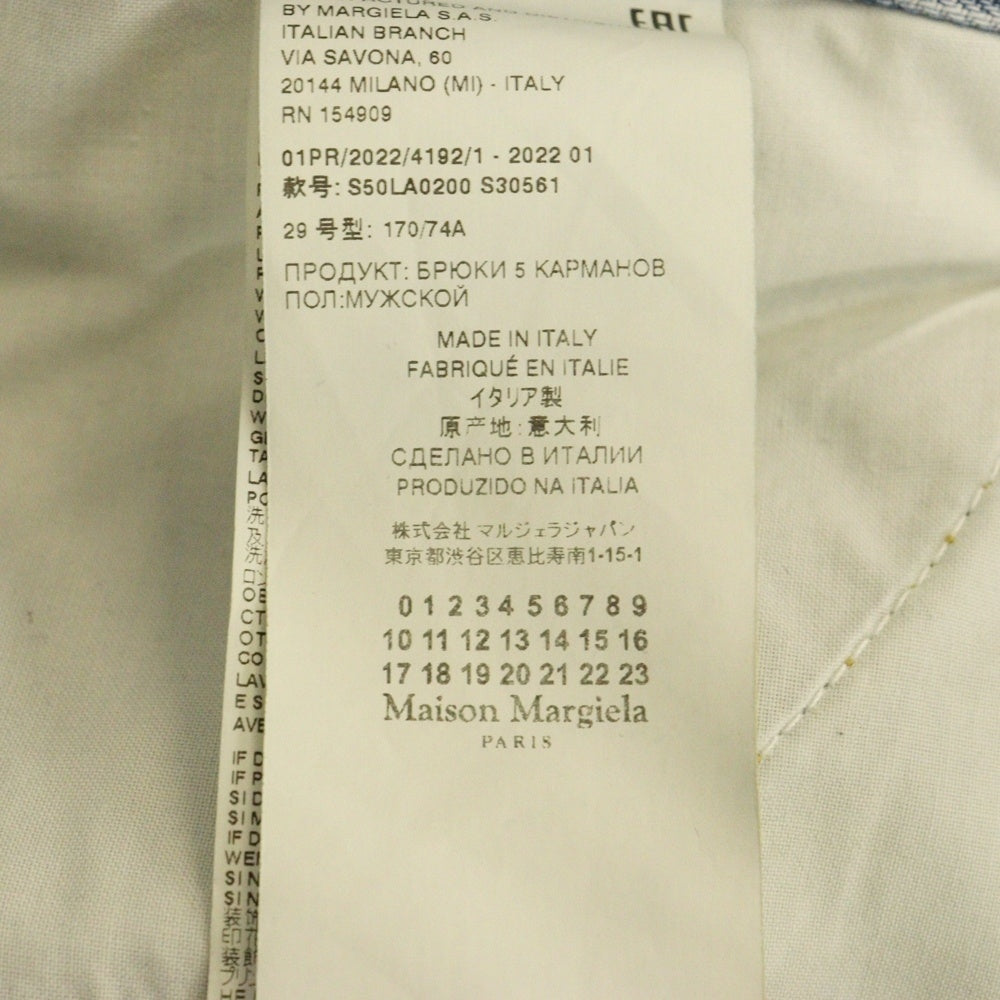 BY MARGIELA S.A.S.
ITALIAN BRANCH
VIA SAVONA, 60
20144 MILANO (MI) - ITALY
RN 154909
01PR/2022/4192/1 - 2022 01
款号: S50LA0200 S30561
29 号型: 170/74A
ПРОДУКТ: БРЮКИ 5 КАРМАНОВ
ПОЛ:МУЖСКОЙ
MADE IN ITALY
FABRIQUÉ EN ITALIE
イタリア製
原产地:意大利
СДЕЛАНО В ИТАЛИИ
PRODUZIDO NA ITALIA
株式会社 マルジェラジャパン
東京都渋谷区恵比寿南1-15-1
0 1 2 3 4 5 6 7 8 9
10 11 12 13 14 15 16
17 18 19 20 21 22 23
Maison Margiela
PARIS